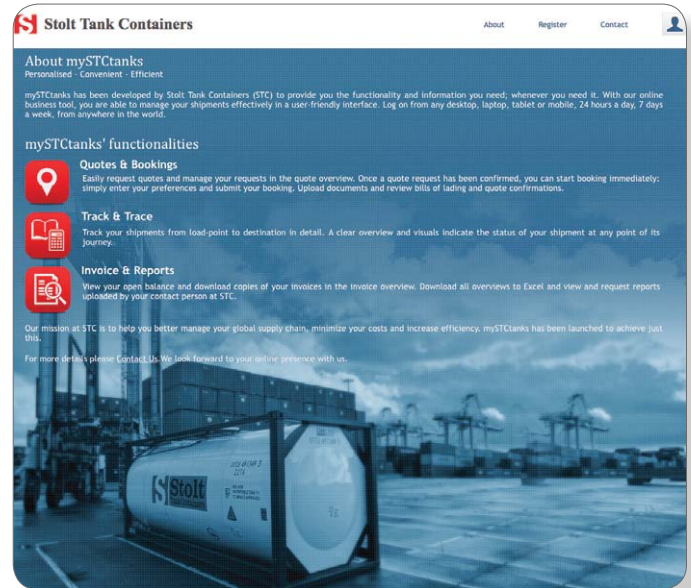 Stolt Tank Containers
About
Register
Contact
About mySTCtanks
Personalised - Convenient - Efficient
mySTCtanks has been developed by Stolt Tank Containers (STC) to provide you the functionality and information you need; whenever you need it. With our online
business tool, you are able to manage your shipments effectively in a user-friendly interface. Log on from any desktop, laptop, tablet or mobile, 24 hours a day, 7 days
a week, from anywhere in the world.
mySTCtanks' functionalities
Quotes & Bookings
Easily request quotes and manage your requests in the quote overview. Once a quote request has been confirmed, you can start booking immediately:
simply enter your preferences and submit your booking. Upload documents and review bills of lading and quote confirmations.
Track & Trace
Track your shipments from load-point to destination in detail. A clear overview and visuals indicate the status of your shipment at any point of its
journey.
Invoice & Reports
View your open balance and download copies of your invoices in the invoice overview. Download all overviews to Excel and view and request reports
uploaded by your contact person at STC.
Our mission at STC is to help you better manage your global supply chain, minimize your costs and increase efficiency. mySTCtanks has been launched to achieve just
this.
For more details please Contact Us.We look forward to your online presence with us.
Stolt